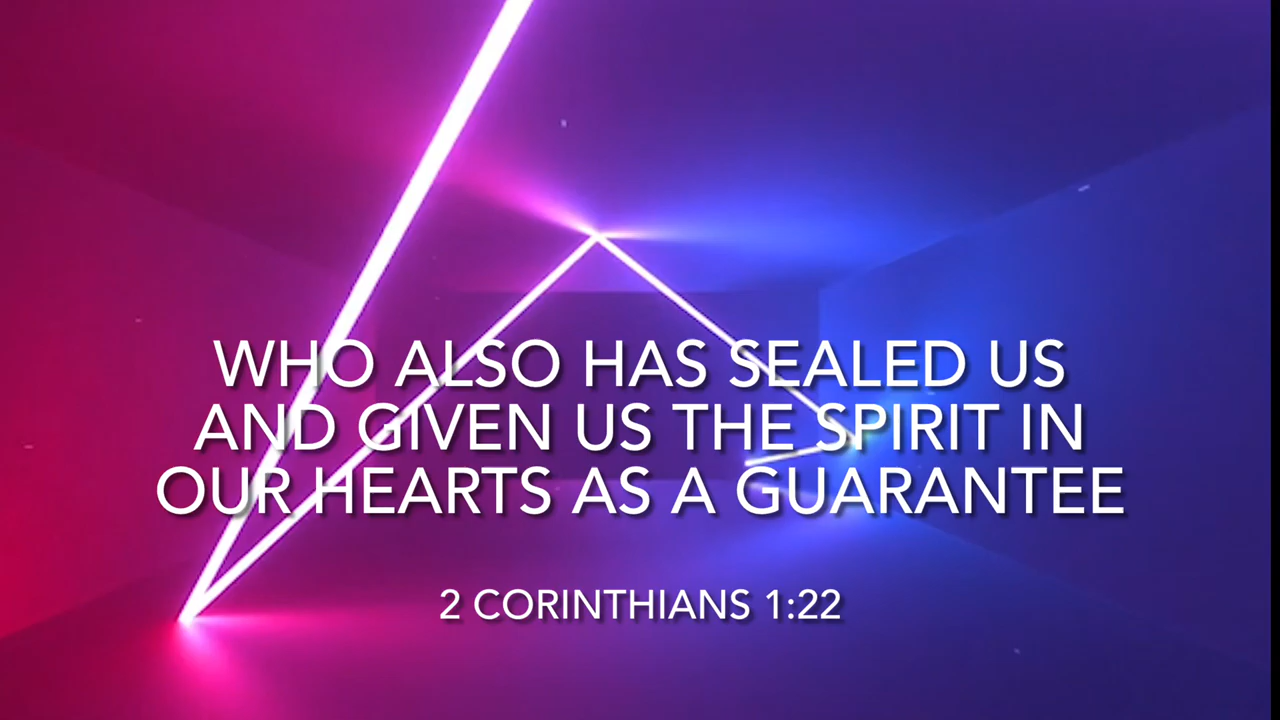 WHO ALSO HAS SEALED US
AND GIVEN US THE SPIRIT IN
OUR HEARTS AS A GUARANTEE
2 CORINTHIANS 1:22